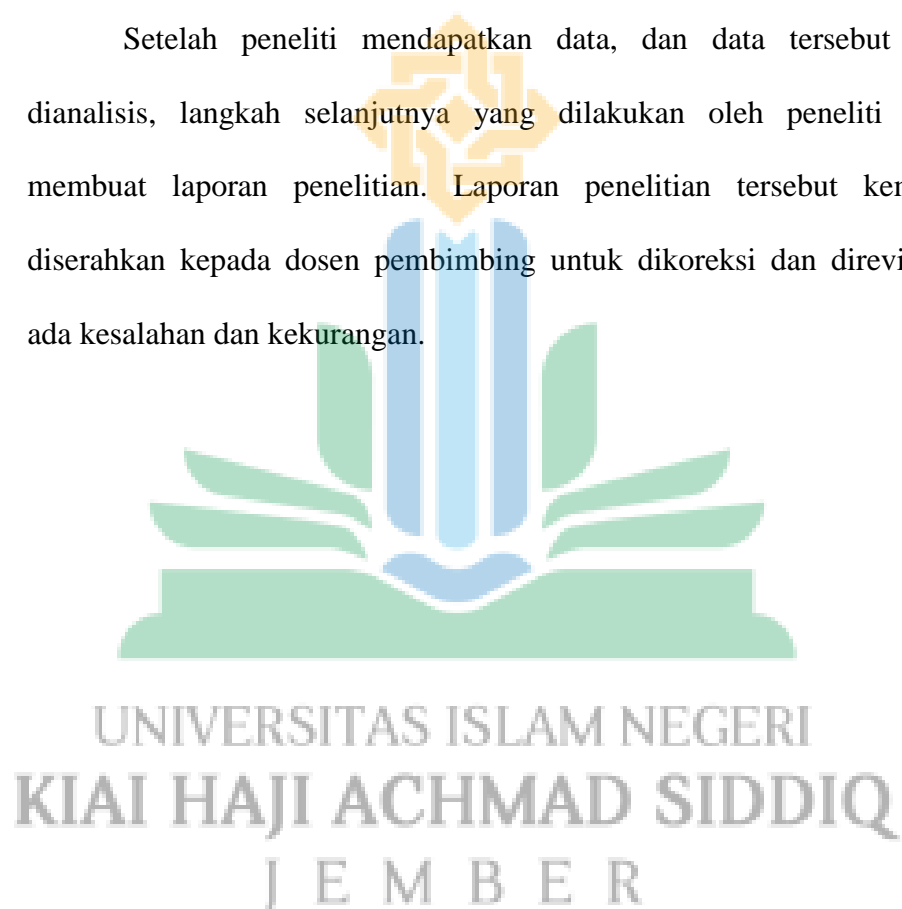 Setelah peneliti mendapatkan data, dan data tersebut
dianalisis, langkah selanjutnya yang dilakukan oleh peneliti
membuat laporan penelitian. Laporan penelitian tersebut
diserahkan kepada dosen pembimbing untuk dikoreksi dan
ada kesalahan dan kekurangan.
UNIVERSITAS ISLAM NEGERI
KIAI HAJI ACHMAD SIDDIQ
JEMBER